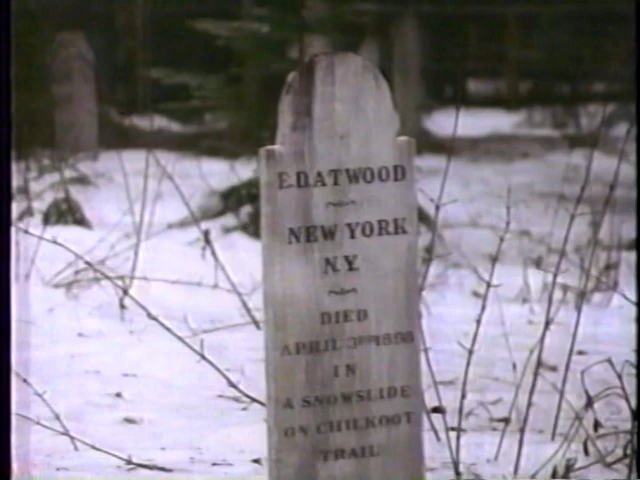 E.D. ATWOOD
NEW YORK
N.Y.
DIED
APRIL 3RD 1898
IN
A SNOWSLIDE
ON CHILKOOT
TRAIL